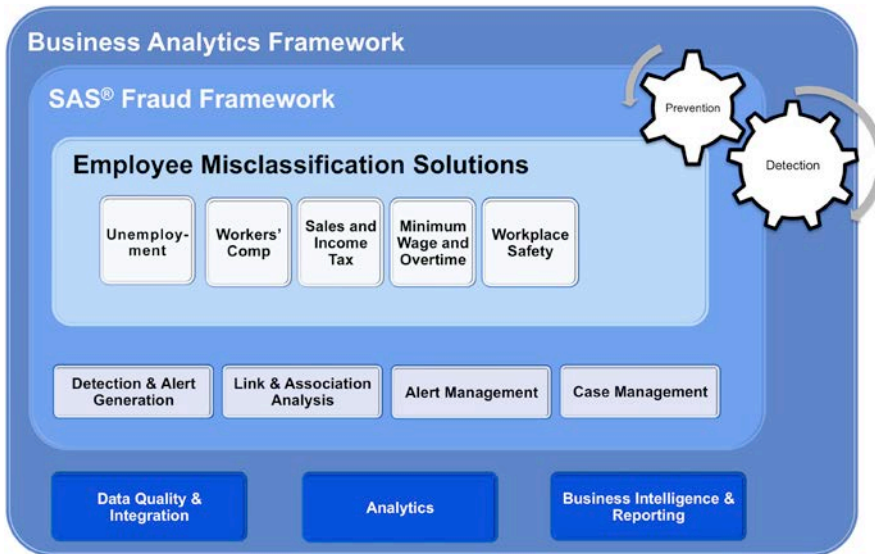 Business Analytics Framework
SAS® Fraud Framework
Prevention
Detection
Employee Misclassification Solutions
Unemploy-
ment
Workers'
Comp
Sales and
Income
Tax
Minimum
Wage and
Overtime
Workplace
Safety
Detection & Alert
Generation
Link & Association
Analysis
Alert Management
Case Management
Data Quality &
Integration
Analytics
Business Intelligence &
Reporting